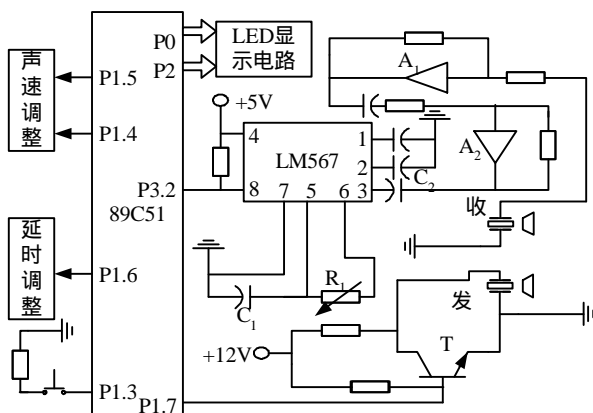 声速调整
延时调整
P1.5
P1.4
P1.6
P1.3
P0
P2
P3.2
89C51
P1.7
LED显
示电路
+5V
4
8
LM567
1
2
3
7 5 6
C2
C1
R1
A1
A2
收
发
T
+12V